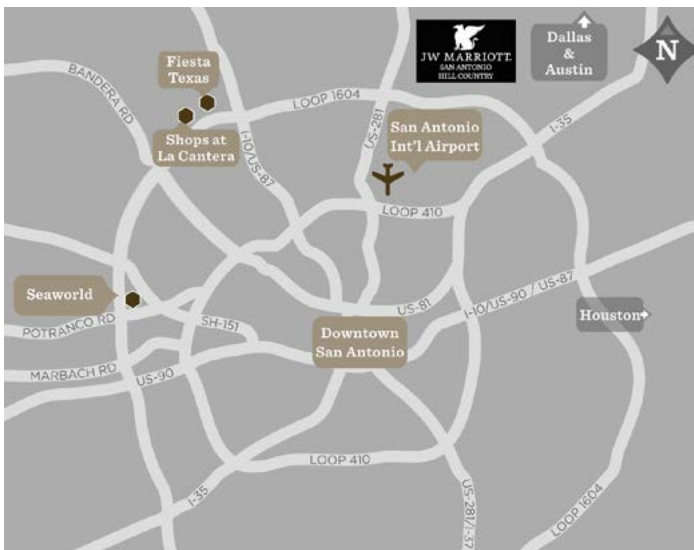 JW MARRIOTT
SAN ANTONIO
HILL COUNTRY
Dallas
&
Austin
N
Fiesta
Texas
BANDERA RD
LOOP 1604
I-35
US-281
Shops at
La Cantera
San Antonio
Int'l Airport
I-10/US-87
LOOP 410
Seaworld
US-81
I-10/US-90 / US-87
Houston
POTRANCO RD
SH-151
Downtown
San Antonio
MARBACH RD
US-90
LOOP 410
I-35
US-281/I-37
LOOP 1604